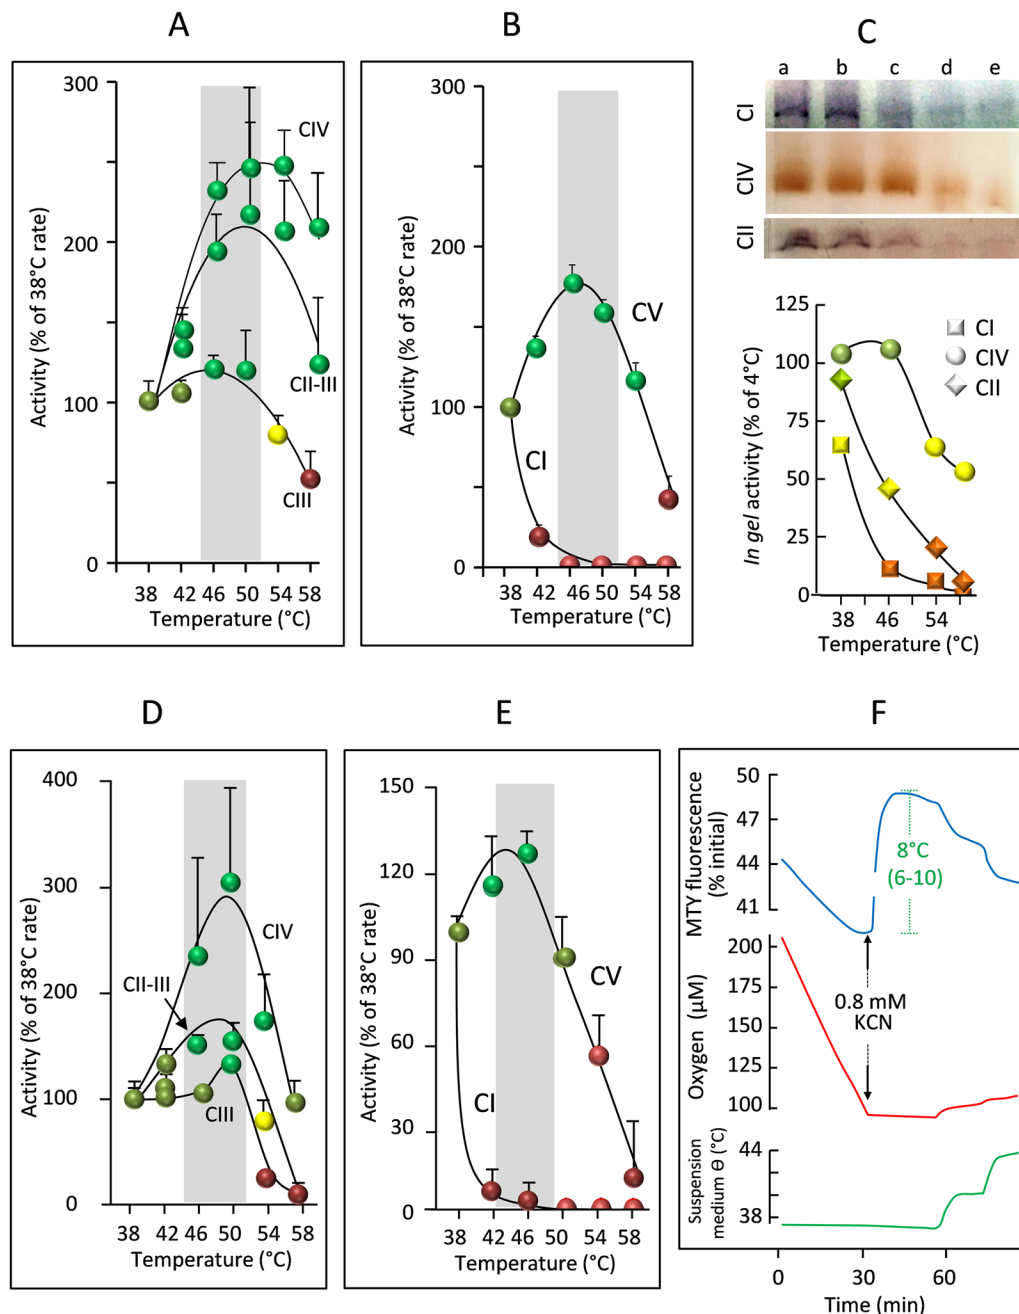 A
Activity (% of 38°C rate)
300
200
100
0
CIV
CII-III
CIII
38 42 46 50 54 58
Temperature (°C)
B
Activity (% of 38°C rate)
300
200
100
0
CV
CI
38 42 46 50 54 58
Temperature (°C)
C
a b c d e
CI
CIV
CII
In gel activity (% of 4°C)
125
100
75
50
25
0
CI
CIV
CII
38 46 54
Temperature (°C)
D
Activity (% of 38°C rate)
400
300
200
100
0
CII-III
CIV
CIII
38 42 46 50 54 58
Temperature (°C)
E
Activity (% of 38°C rate)
150
120
90
60
30
0
CV
CI
38 42 46 50 54 58
Temperature (°C)
F
MTY fluorescence
(% initial)
50
47
44
41
8°C
(6-10)
Oxygen (µM)
200
175
150
125
100
0.8 mM
KCN
Suspension
medium Θ (°C)
44
38
0 30 60
Time (min)